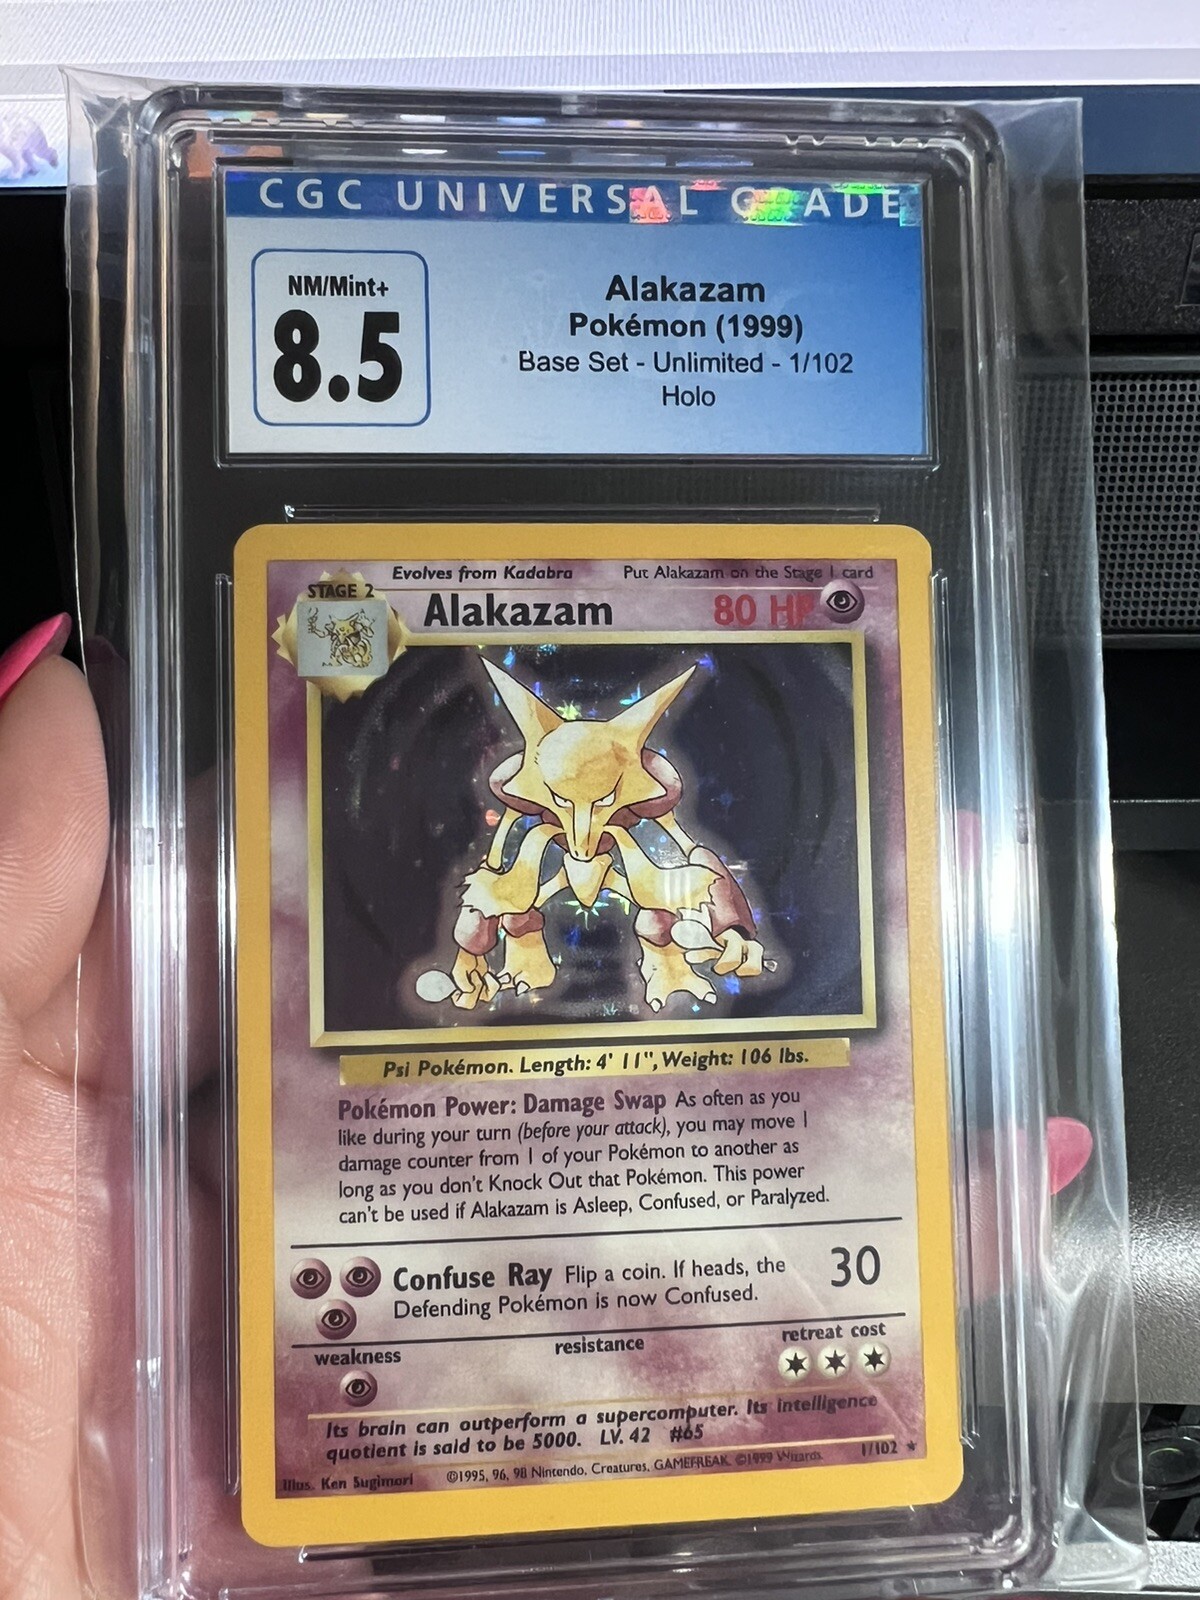 CGC UNIVERSAL GRADE
NM/Mint+
8.5
Alakazam
Pokémon (1999)
Base Set - Unlimited - 1/102
Holo
Evolves from Kadabra Put Alakazam on the Stage 1 card
STAGE 2
Alakazam 80 HP
Psi Pokémon. Length: 4' 11", Weight: 106 lbs.
Pokémon Power: Damage Swap As often as you
like during your turn (before your attack), you may move 1
damage counter from 1 of your Pokémon to another as
long as you don't Knock Out that Pokémon. This power
can't be used if Alakazam is Asleep, Confused, or Paralyzed.
Confuse Ray Flip a coin. If heads, the
Defending Pokémon is now Confused.
30
weakness resistance retreat cost
Its brain can outperform a supercomputer. Its intelligence
quotient is said to be 5000. LV. 42 #65
Illus. Ken Sugimori ©1995, 96, 98 Nintendo, Creatures, GAMEFREAK. ©1999 Wizards. 1/102 ★